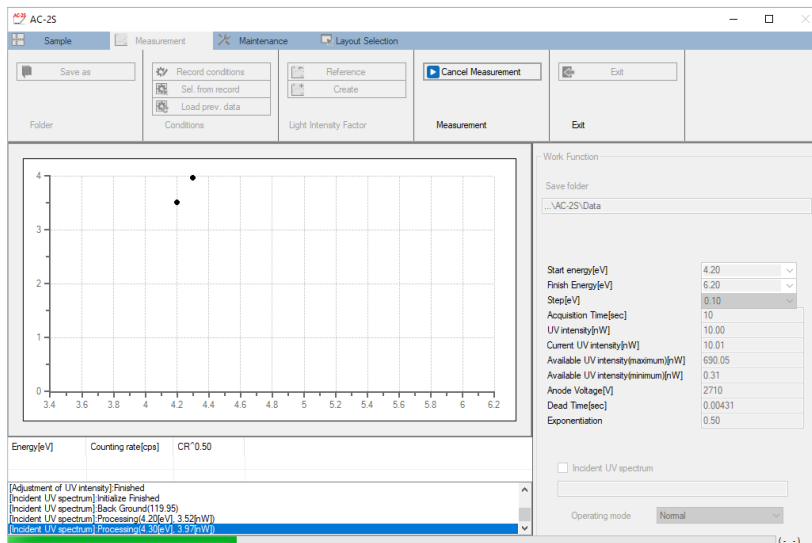 AC-2S
Sample Measurement Maintenance Layout Selection
Save as
Folder
Record conditions
Sel. from record
Load prev. data
Conditions
Reference
Create
Light Intensity Factor
Cancel Measurement
Measurement
Exit
Exit
4
3
2
1
0
3.4 3.6 3.8 4 4.2 4.4 4.6 4.8 5 5.2 5.4 5.6 5.8 6 6.2
Energy[eV] Counting rate[cps] CR^0.50
[Adjustment of UV intensity]:Finished
[Incident UV spectrum]:Initialize Finished
[Incident UV spectrum]:Back Ground(119.95)
[Incident UV spectrum]:Processing(4.20[eV], 3.52[nW])
[Incident UV spectrum]:Processing(4.30[eV], 3.97[nW])
Work Function
Save folder
...\AC-2S\Data
Start energy[eV] 4.20
Finish Energy[eV] 6.20
Step[eV] 0.10
Acquisition Time[sec] 10
UV intensity[nW] 10.00
Current UV intensity[nW] 10.01
Available UV intensity(maximum)[nW] 690.05
Available UV intensity(minimum)[nW] 0.31
Anode Voltage[V] 2710
Dead Time[sec] 0.00431
Exponentiation 0.50
Incident UV spectrum
Operating mode Normal